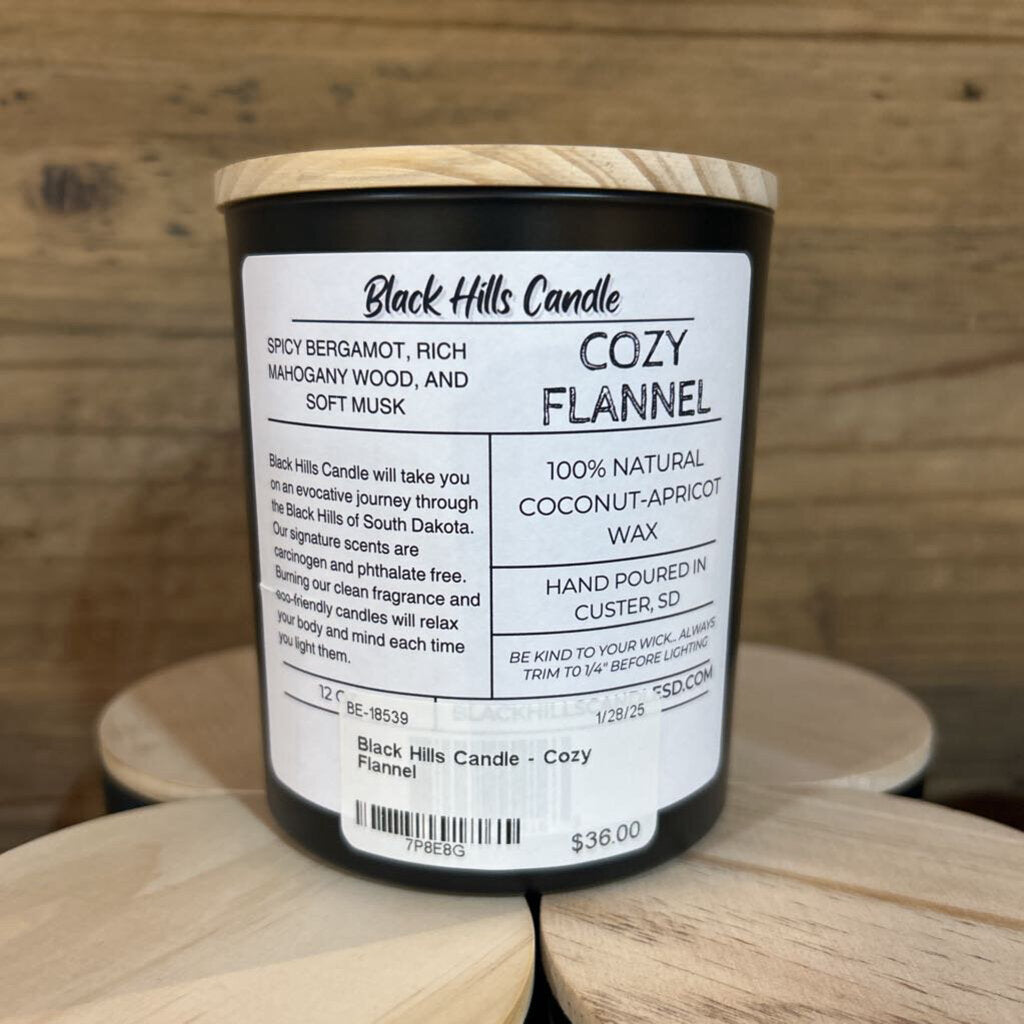 Black Hills Candle
SPICY BERGAMOT, RICH
MAHOGANY WOOD, AND
SOFT MUSK
COZY
FLANNEL
Black Hills Candle will take you
on an evocative journey through
the Black Hills of South Dakota.
Our signature scents are
carcinogen and phthalate free.
Burning our clean fragrance and
eco-friendly candles will relax
your body and mind each time
you light them.
100% NATURAL
COCONUT-APRICOT
WAX
HAND POURED IN
CUSTER, SD
BE KIND TO YOUR WICK... ALWAYS
TRIM TO 1/4" BEFORE LIGHTING
12
BLACKHILLSCANDLESD.COM
BE-18539
1/28/25
Black Hills Candle - Cozy
Flannel
7P8E8G
$36.00